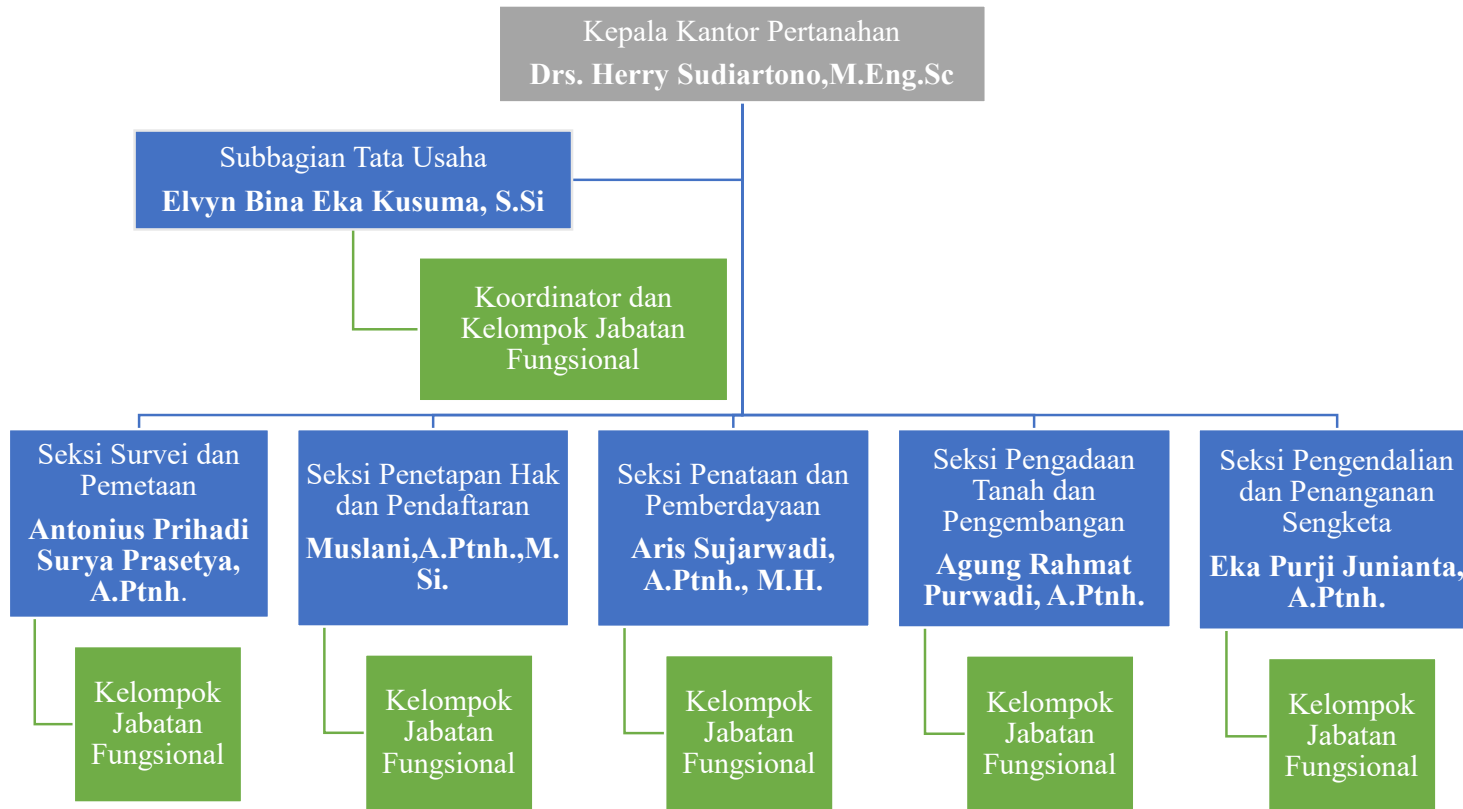 Kepala Kantor Pertanahan
Drs. Herry Sudiartono,M.Eng.Sc
Subbagian Tata Usaha
Elvyn Bina Eka Kusuma, S.Si
Koordinator dan
Kelompok Jabatan
Fungsional
Seksi Survei dan
Pemetaan
Antonius Prihadi
Surya Prasetya,
A.Ptnh.
Seksi Penetapan Hak
dan Pendaftaran
Muslani,A.Ptnh.,M.
Si.
Seksi Penataan dan
Pemberdayaan
Aris Sujarwadi,
A.Ptnh., M.H.
Seksi Pengadaan
Tanah dan
Pengembangan
Agung Rahmat
Purwadi, A.Ptnh.
Seksi Pengendalian
dan Penanganan
Sengketa
Eka Purji Junianta,
A.Ptnh.
Kelompok
Jabatan
Fungsional
Kelompok
Jabatan
Fungsional
Kelompok
Jabatan
Fungsional
Kelompok
Jabatan
Fungsional
Kelompok
Jabatan
Fungsional